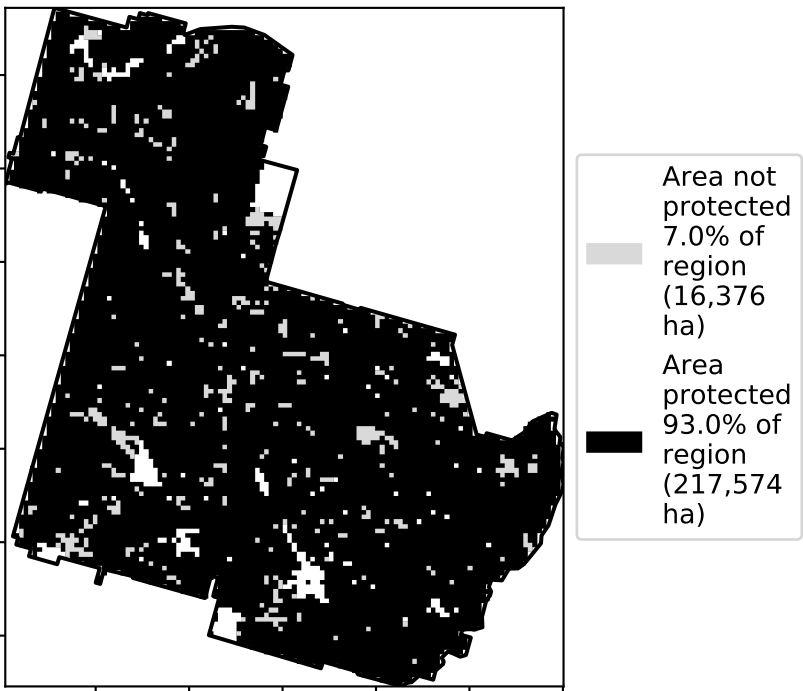 Area not
protected
7.0% of
region
(16,376
ha)
Area
protected
93.0% of
region
(217,574
ha)